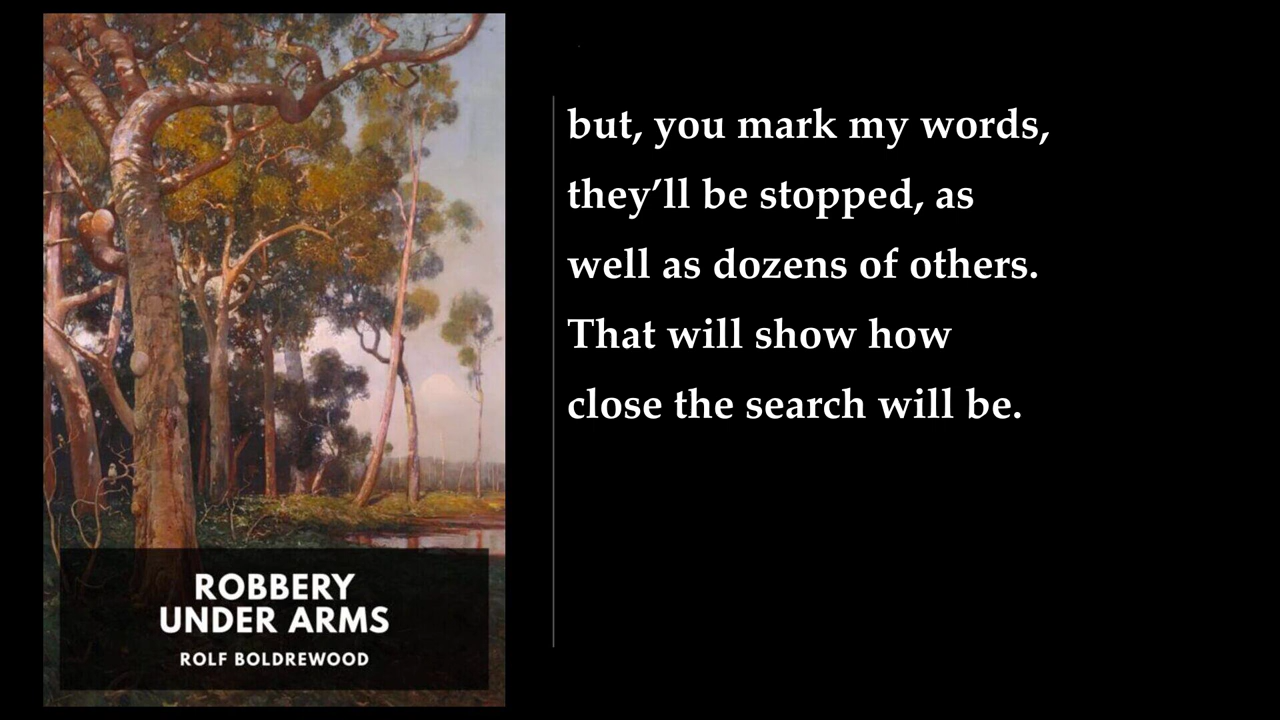 but, you mark my words,
they’ll be stopped, as
well as dozens of others.
That will show how
close the search will be.
ROBBERY
UNDER ARMS
ROLF BOLDREWOOD